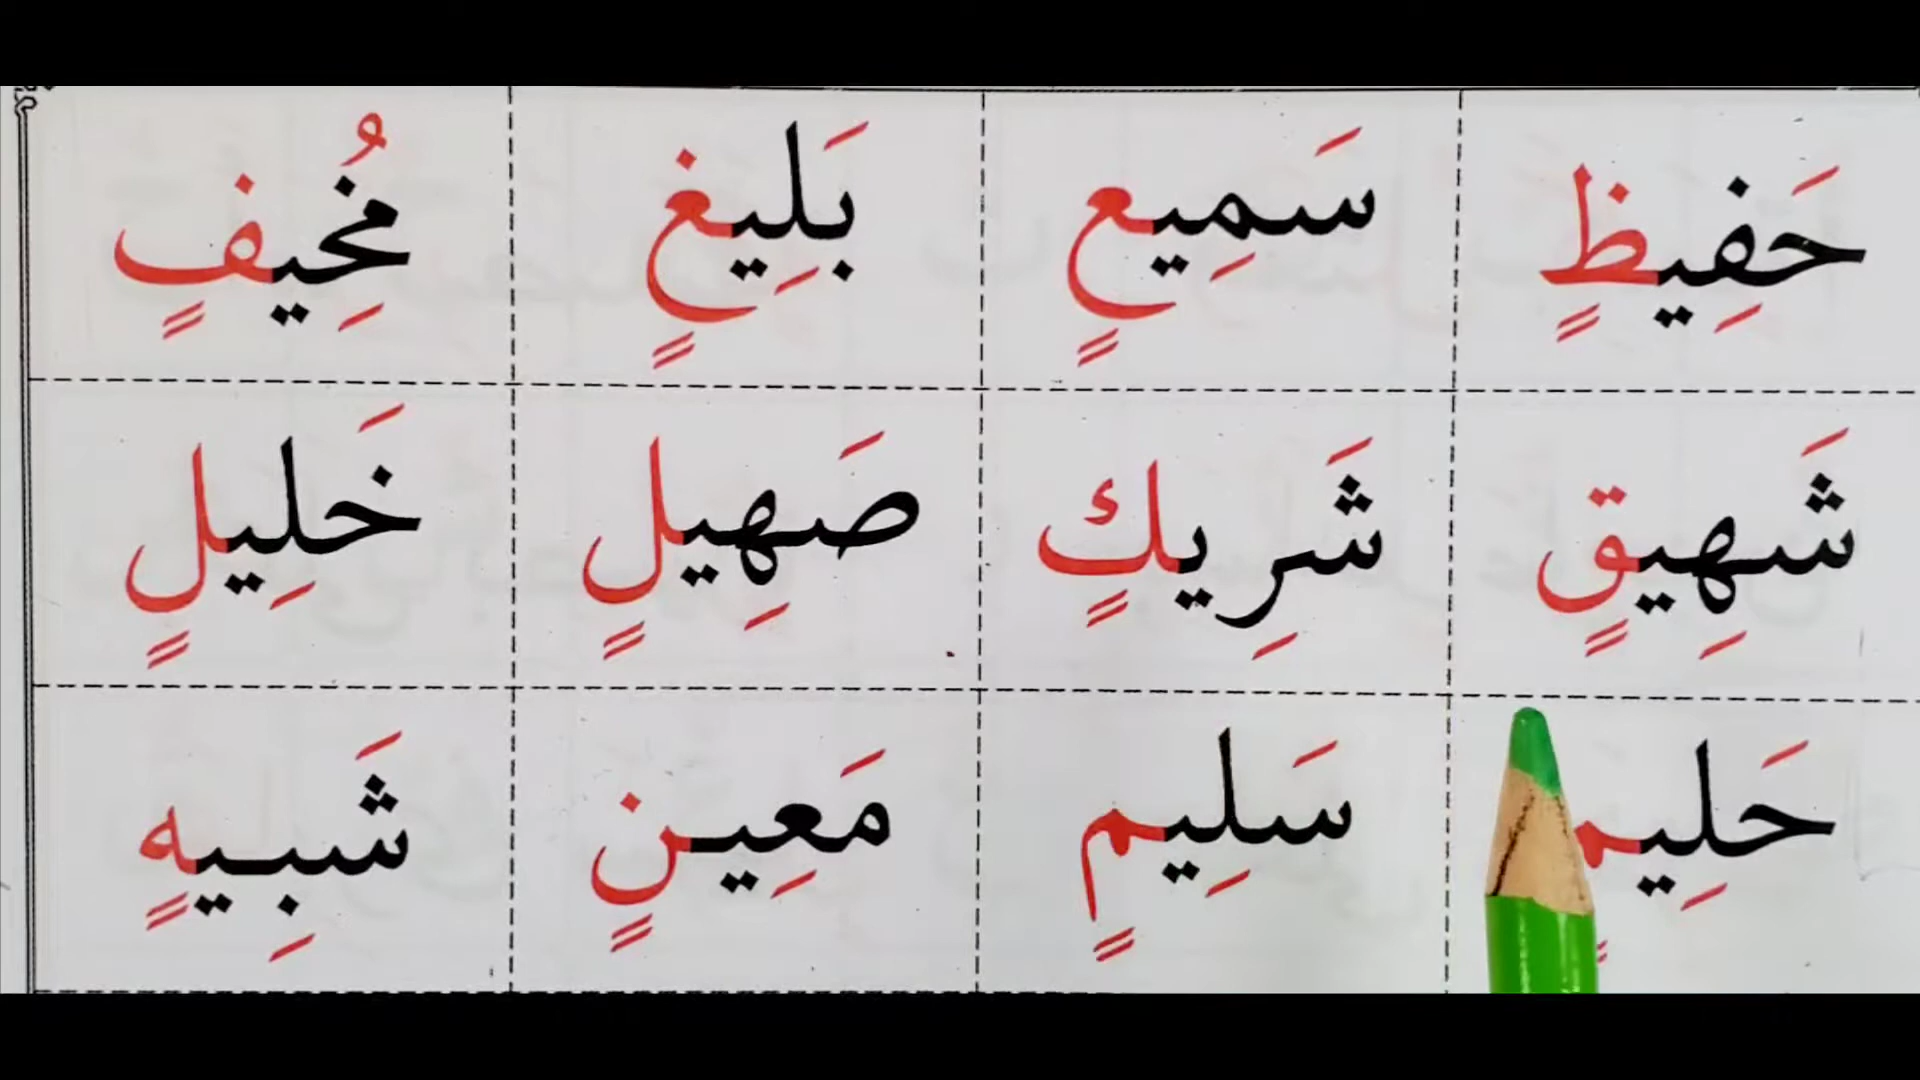 حَفِيظٍ سَمِيعٍ بَلِيغٍ مُخِيفٍ
شَهِيقٍ شَرِيكٍ صَهِيلٍ خَلِيلٍ
حَلِيمٍ سَلِيمٍ مَعِينٍ شَبِيهٍ